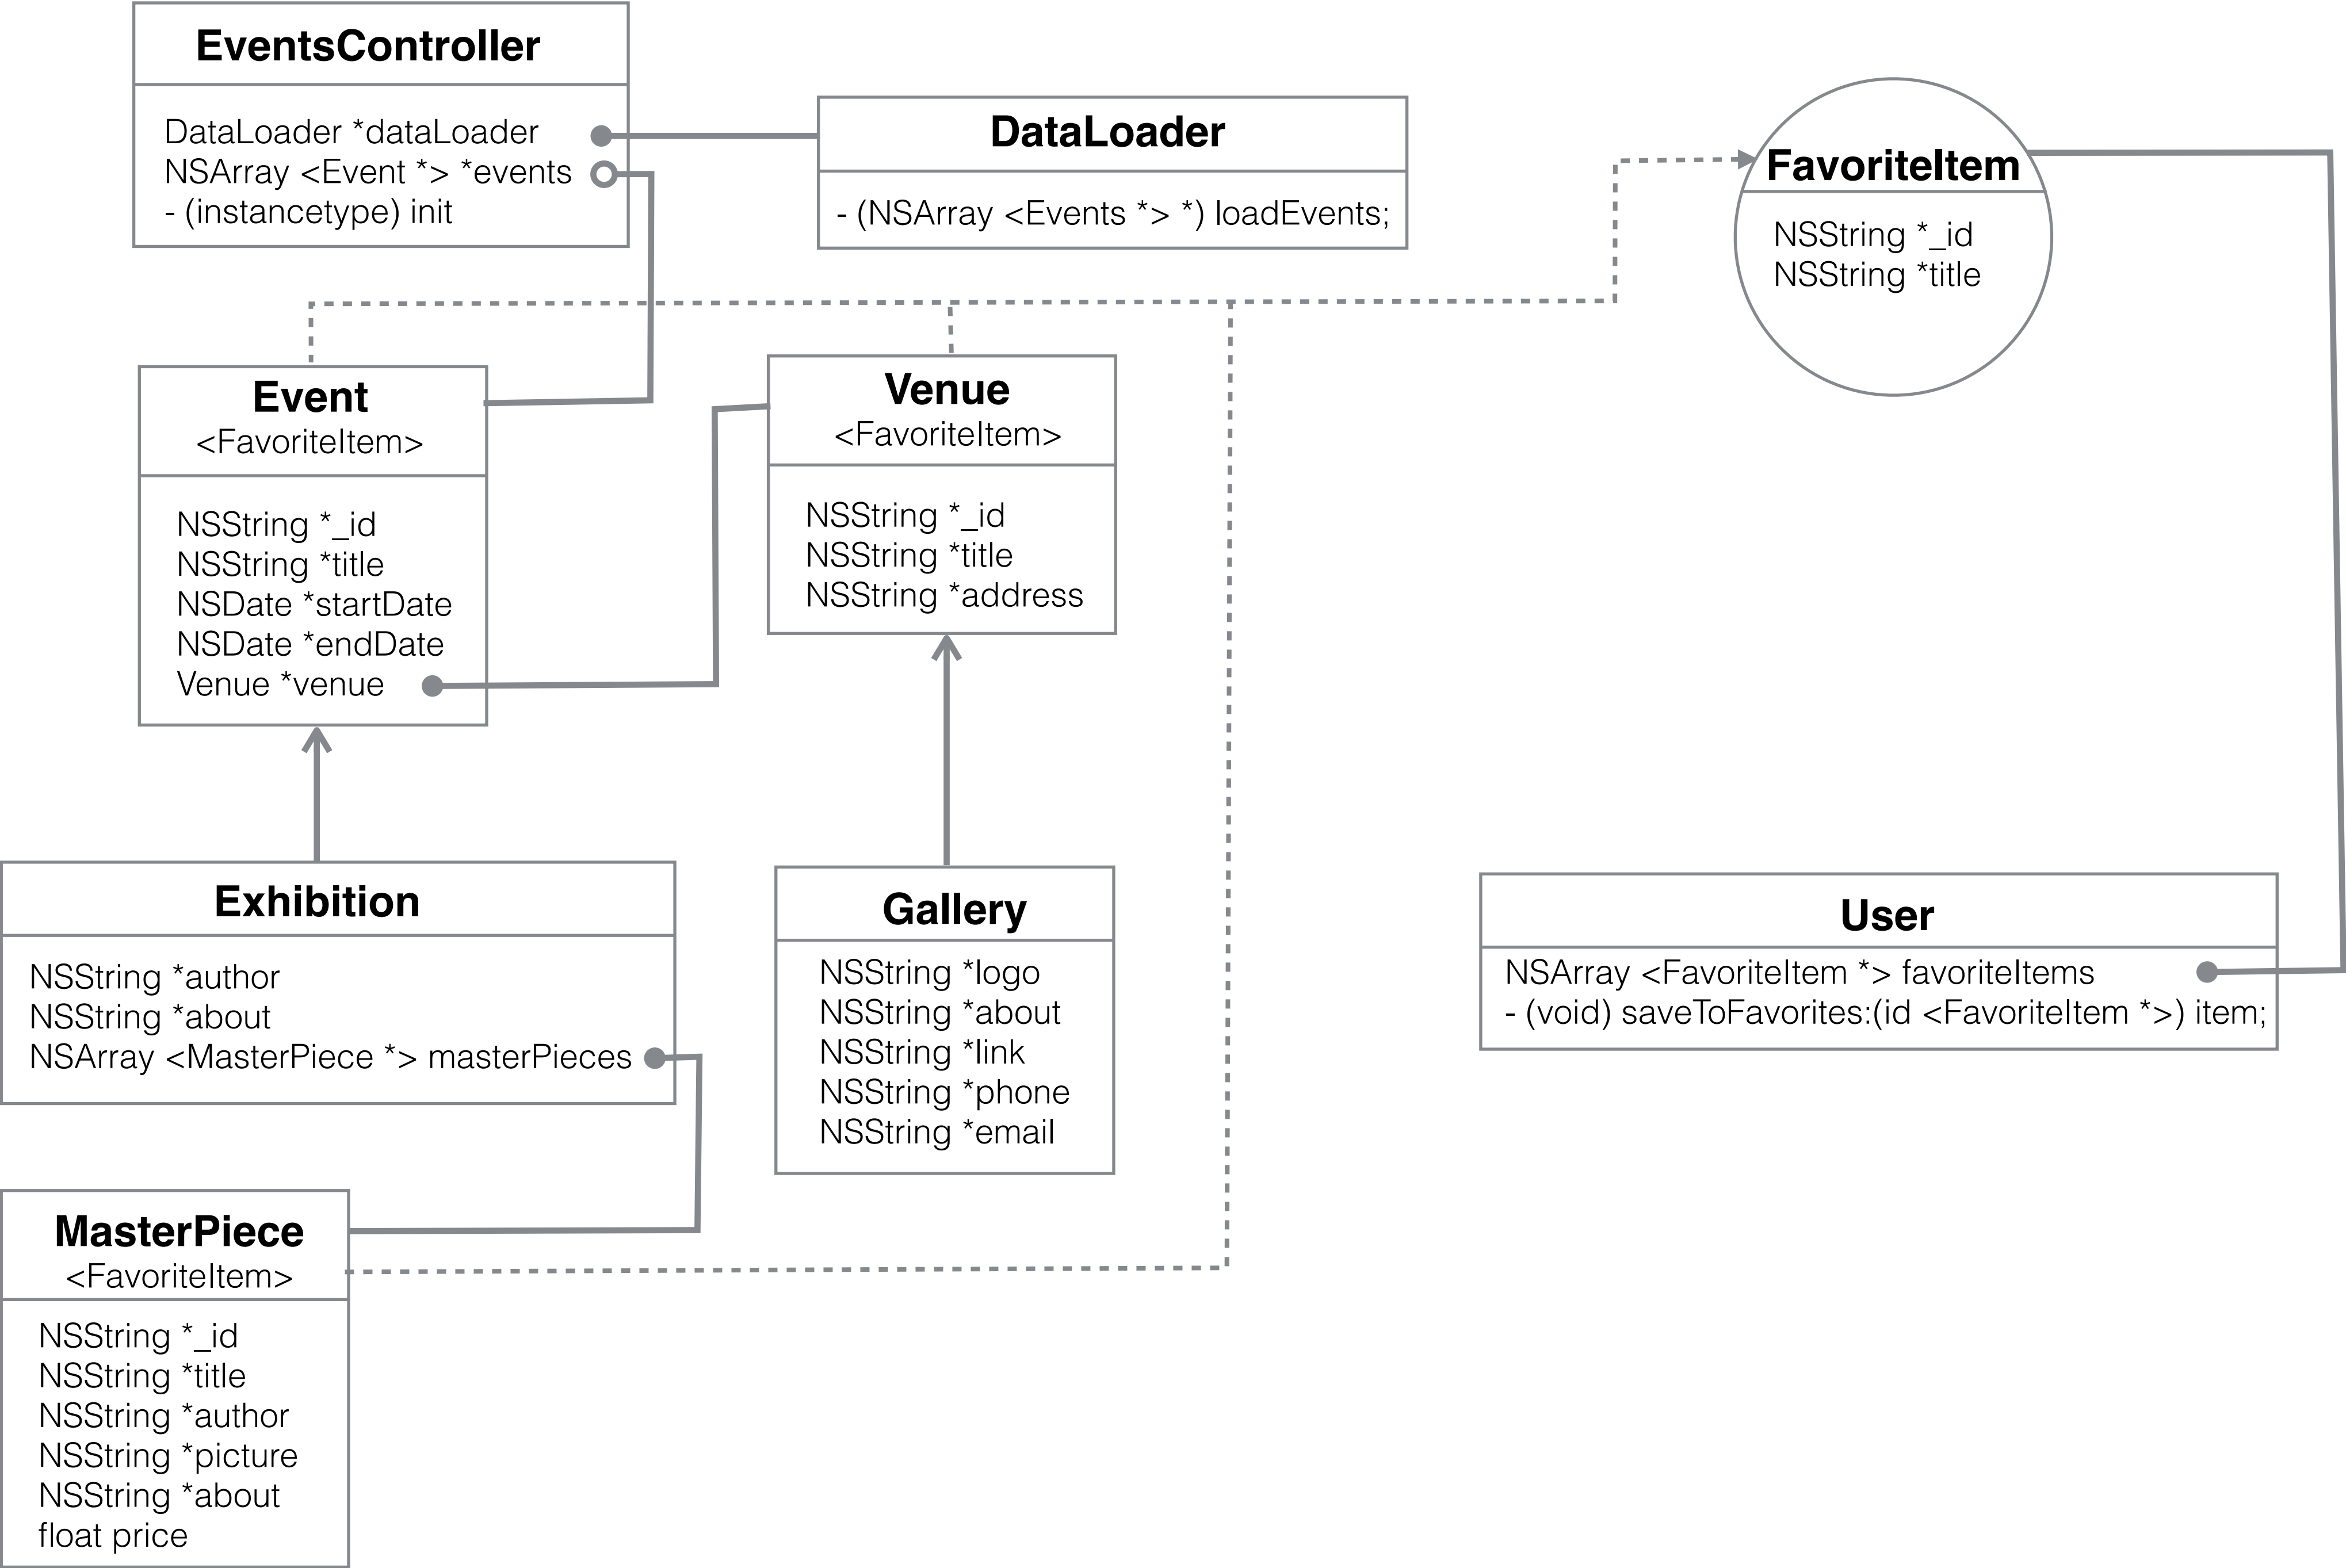 EventsController
DataLoader *dataLoader
NSArray <Event *> *events
- (instancetype) init
DataLoader
- (NSArray <Events *> *) loadEvents;
FavoriteItem
NSString *_id
NSString *title
Event
<FavoriteItem>
NSString *_id
NSString *title
NSDate *startDate
NSDate *endDate
Venue *venue
Venue
<FavoriteItem>
NSString *_id
NSString *title
NSString *address
Exhibition
NSString *author
NSString *about
NSArray <MasterPiece *> masterPieces
Gallery
NSString *logo
NSString *about
NSString *link
NSString *phone
NSString *email
User
NSArray <FavoriteItem *> favoriteItems
- (void) saveToFavorites:(id <FavoriteItem *>) item;
MasterPiece
<FavoriteItem>
NSString *_id
NSString *title
NSString *author
NSString *picture
NSString *about
float price